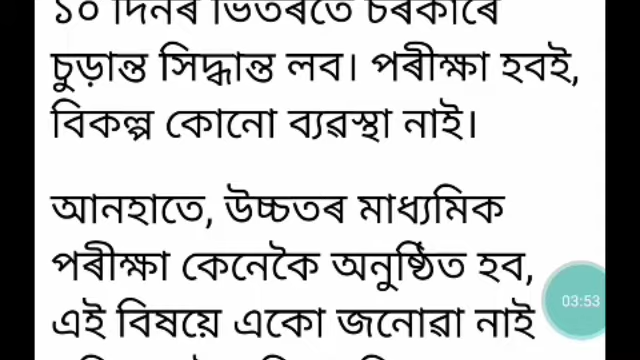 ১০ দিনৰ ভিতৰতে চৰকাৰে
চুড়ান্ত সিদ্ধান্ত লব। পৰীক্ষা হবই,
বিকল্প কোনো ব্যৱস্থা নাই।
আনহাতে, উচ্চতৰ মাধ্যমিক
পৰীক্ষা কেনেকৈ অনুষ্ঠিত হব,
এই বিষয়ে একো জনোৱা নাই
03:53